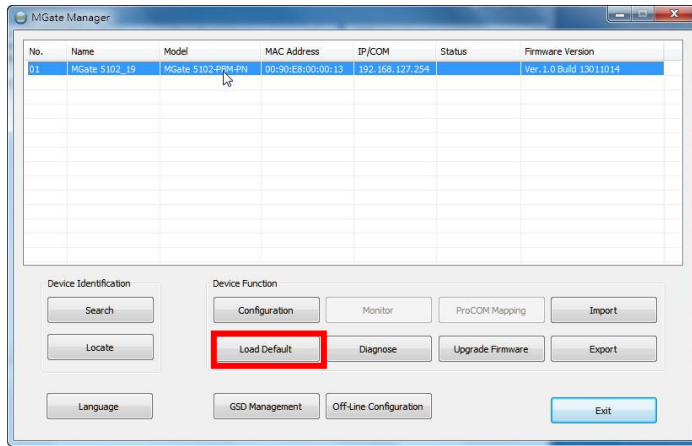 MGate Manager
No. Name Model MAC Address IP/COM Status Firmware Version
01 MGate 5102_19 MGate 5102-PBM-PN 00:90:E8:00:00:13 192.168.127.254 Ver.1.0 Build 13011014
Device Identification Device Function
Search Configuration Monitor ProCOM Mapping Import
Locate Load Default Diagnose Upgrade Firmware Export
Language GSD Management Off-Line Configuration Exit